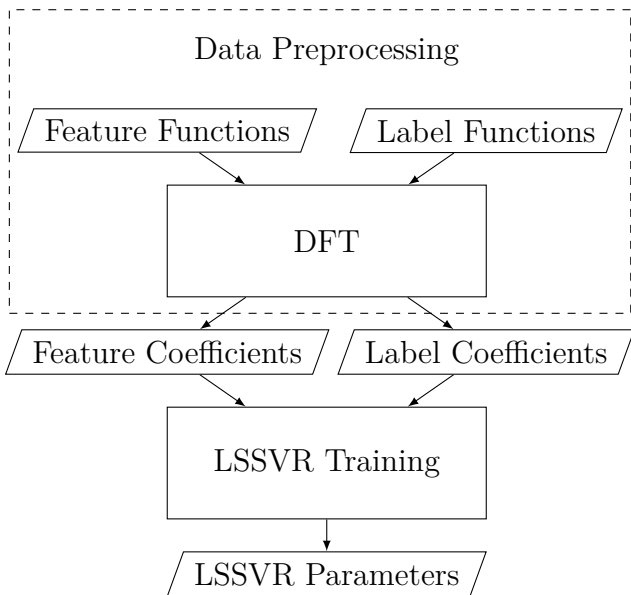 Data Preprocessing
Feature Functions
Label Functions
DFT
Feature Coefficients
Label Coefficients
LSSVR Training
LSSVR Parameters